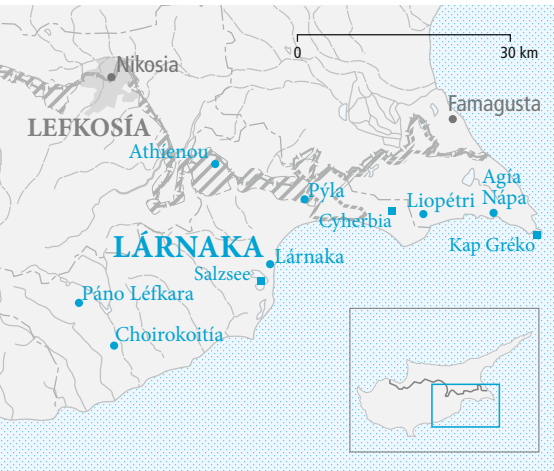 0
30 km
Nikosia
Famagusta
LEFKOSÍA
Athíenou
Agía
Nápa
Pýla
Liopétri
Cyherbia
LÁRNAKA
Kap Gréko
Lárnaka
Salzsee
Páno Léfkara
Choirokoitía